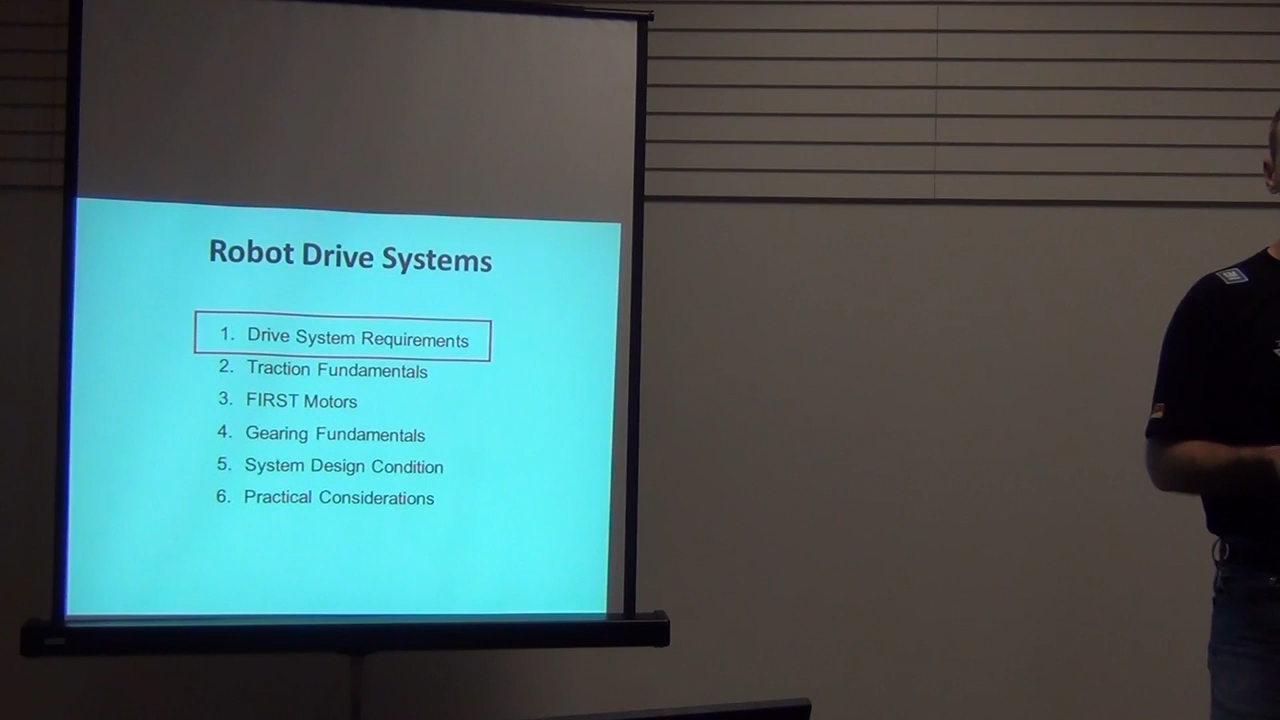 Robot Drive Systems
1. Drive System Requirements
2. Traction Fundamentals
3. FIRST Motors
4. Gearing Fundamentals
5. System Design Condition
6. Practical Considerations
GM